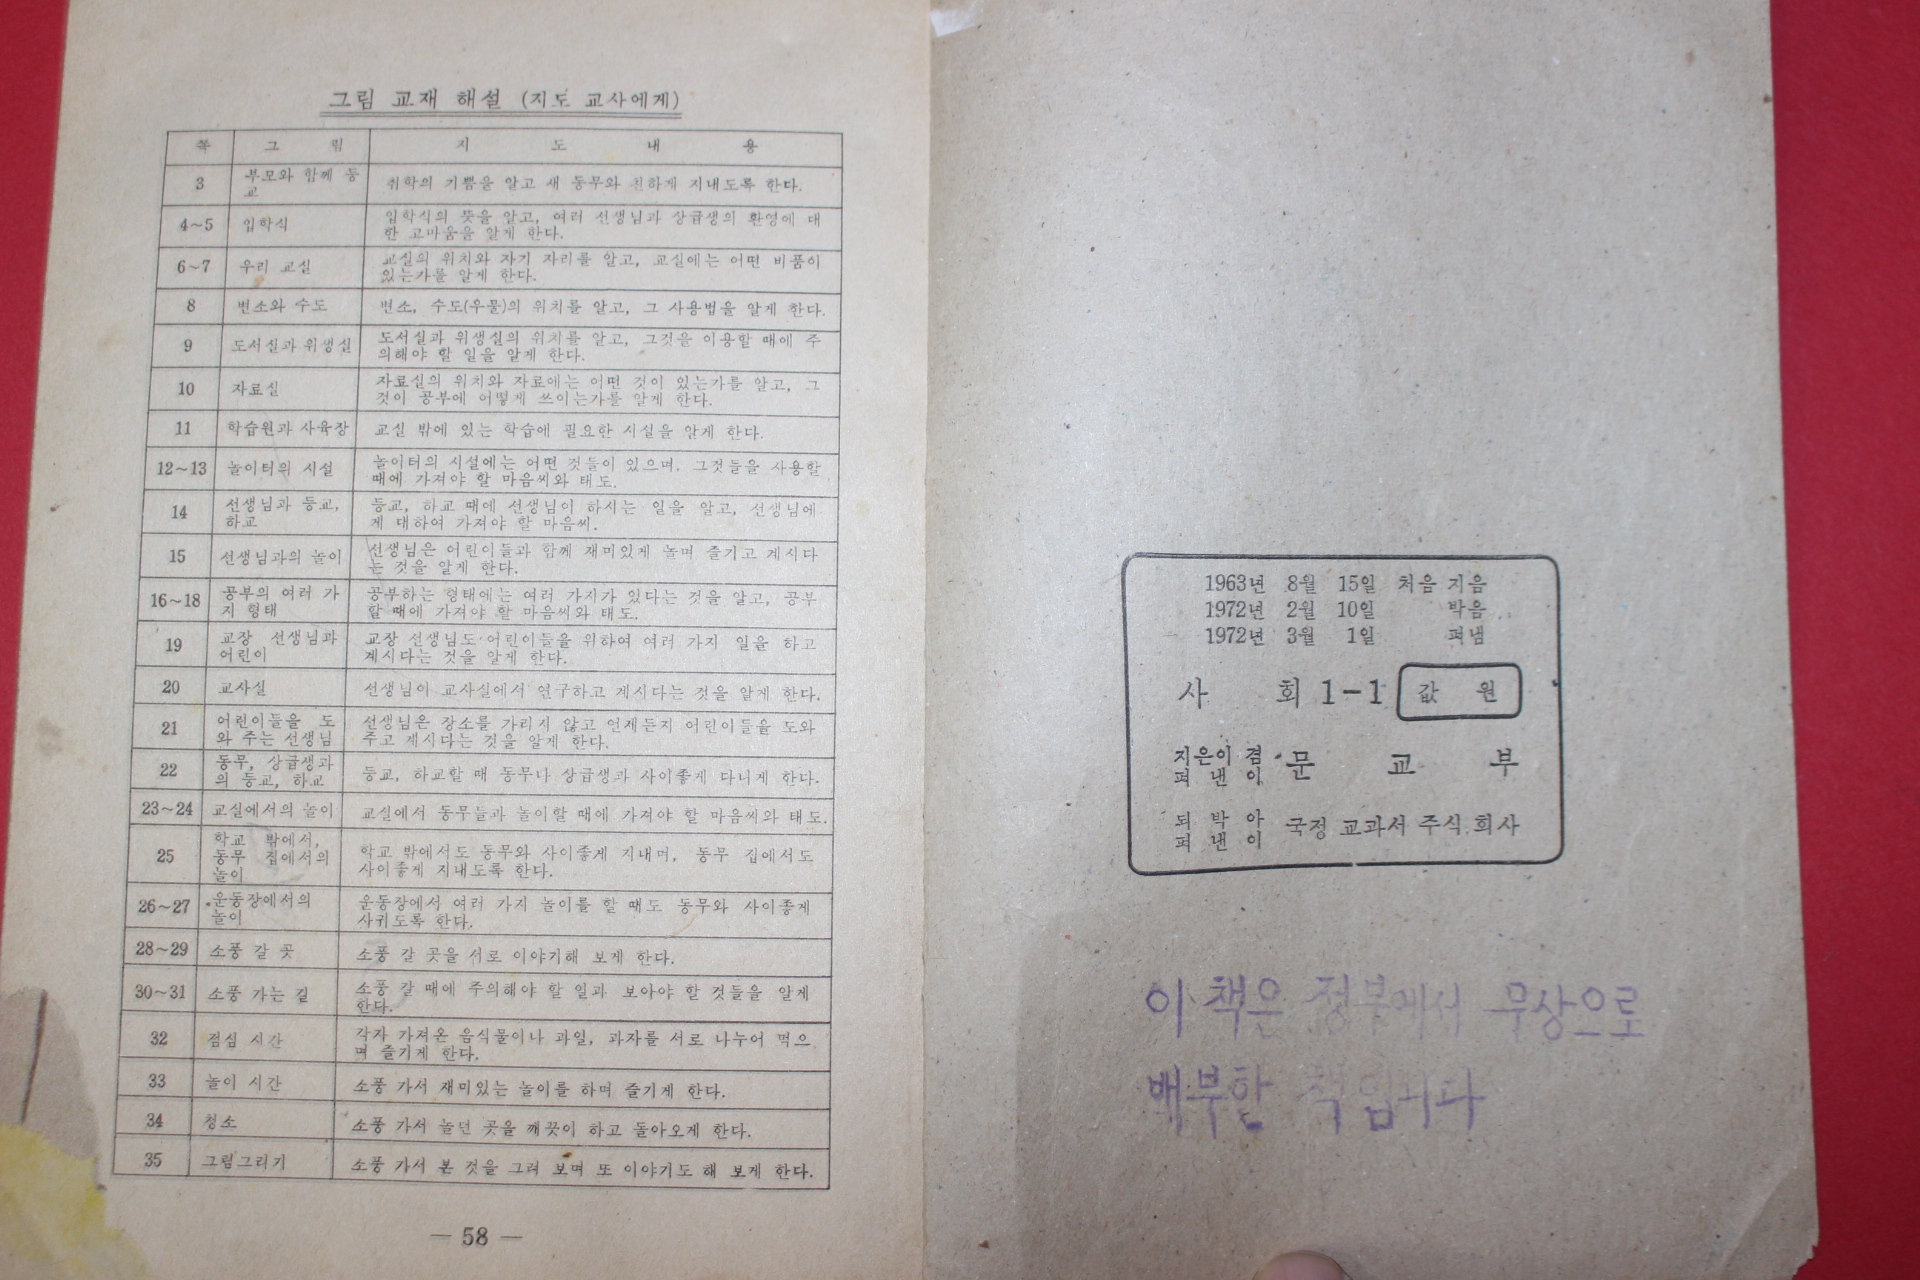 그림 교재 해설 (지도 교사에게)
쪽 그 림 지 도 내 용
3 부모와 함께 등 취학의 기쁨을 알고 새 동무와 친하게 지내도록 한다.
교
4~5 입학식 입학식의 뜻을 알고, 여러 선생님과 상급생의 환영에 대
한 고마움을 알게 한다.
6~7 우리 교실 교실의 위치와 자기 자리를 알고, 교실에는 어떤 비품이
있는가를 알게 한다.
8 변소와 수도 변소, 수도(우물)의 위치를 알고, 그 사용법을 알게 한다.
9 도서실과 위생실 도서실과 위생실의 위치를 알고, 그것을 이용할 때에 주
의해야 할 일을 알게 한다.
10 자료실 자료실의 위치와 자료에는 어떤 것이 있는가를 알고, 그
것이 공부에 어떻게 쓰이는가를 알게 한다.
11 학습원과 사육장 교실 밖에 있는 학습에 필요한 시설을 알게 한다.
12~13 놀이터의 시설 놀이터의 시설에는 어떤 것들이 있으며, 그것들을 사용할
때에 가져야 할 마음씨와 태도.
14 선생님과 등교, 등교, 하교 때에 선생님이 하시는 일을 알고, 선생님에
하교 게 대하여 가져야 할 마음씨.
15 선생님과의 놀이 선생님은 어린이들과 함께 재미있게 놀며 즐기고 계시다
는 것을 알게 한다.
16~18 공부의 여러 가 공부하는 형태에는 여러 가지가 있다는 것을 알고, 공부
지 형태 할 때에 가져야 할 마음씨와 태도.
19 교장 선생님과 교장 선생님도 어린이들을 위하여 여러 가지 일을 하고
어린이 계시다는 것을 알게 한다.
20 교사실 선생님이 교사실에서 연구하고 계시다는 것을 알게 한다.
21 어린이들을 도 선생님은 장소를 가리지 않고 언제든지 어린이들을 도와
와 주는 선생님 주고 계시다는 것을 알게 한다.
22 동무, 상급생과 등교, 하교할 때 동무나 상급생과 사이좋게 다니게 한다.
의 등교, 하교
23~24 교실에서의 놀이 교실에서 동무들과 놀이할 때에 가져야 할 마음씨와 태도.
25 학교 밖에서, 학교 밖에서도 동무와 사이좋게 지내며, 동무 집에서도
동무 집에서의 사이좋게 지내도록 한다.
놀이
26~27 운동장에서의 운동장에서 여러 가지 놀이를 할 때도 동무와 사이좋게
놀이 사귀도록 한다.
28~29 소풍 갈 곳 소풍 갈 곳을 서로 이야기해 보게 한다.
30~31 소풍 가는 길 소풍 갈 때에 주의해야 할 일과 보아야 할 것들을 알게
한다.
32 점심 시간 각자 가져온 음식물이나 과일, 과자를 서로 나누어 먹으
며 즐기게 한다.
33 놀이 시간 소풍 가서 재미있는 놀이를 하며 즐기게 한다.
34 청소 소풍 가서 놀던 곳을 깨끗이 하고 돌아오게 한다.
35 그림그리기 소풍 가서 본 것을 그려 보며 또 이야기도 해 보게 한다.
— 58 —
1963년 8월 15일 처음 지음
1972년 2월 10일 박음
1972년 3월 1일 펴냄
사 회 1-1 값 원
지은이 겸 문 교 부
펴 낸 이
되 박 아 국정 교과서 주식 회사
펴 낸 이
이 책은 정부에서 무상으로
배부한 책입니다